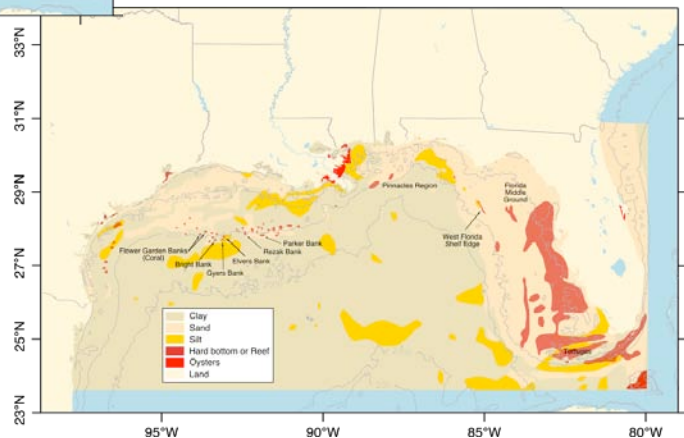 33°N
31°N
29°N
27°N
25°N
23°N
Pinnacles Region
Florida
Middle
Ground
West Florida
Shelf Edge
Flower Garden Banks
(Coral)
Parker Bank
Rezak Bank
Elvers Bank
Bright Bank
Gyers Bank
Tortugas
Clay
Sand
Silt
Hard bottom or Reef
Öysters
Land
95°W
90°W
85°W
80°W